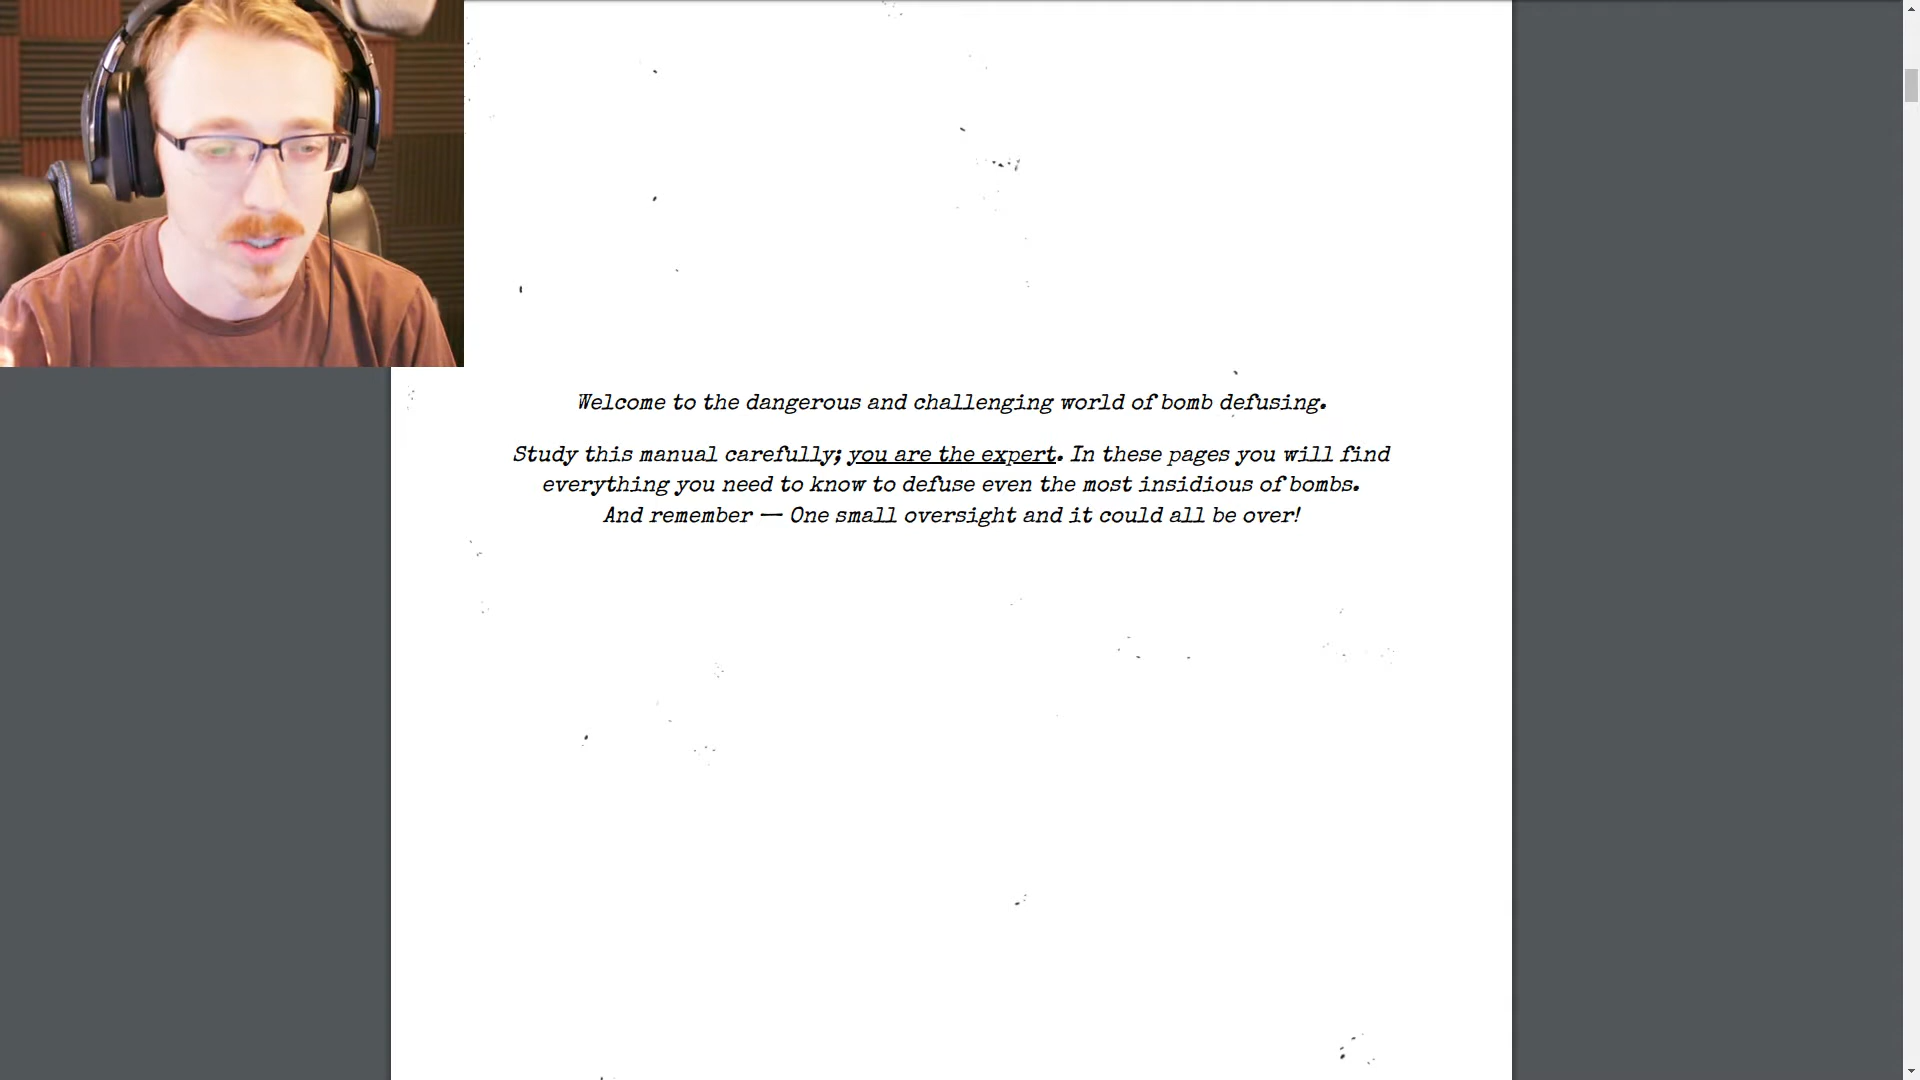 Welcome to the dangerous and challenging world of bomb defusing.
Study this manual carefully; you are the expert. In these pages you will find
everything you need to know to defuse even the most insidious of bombs.
And remember — One small oversight and it could all be over!